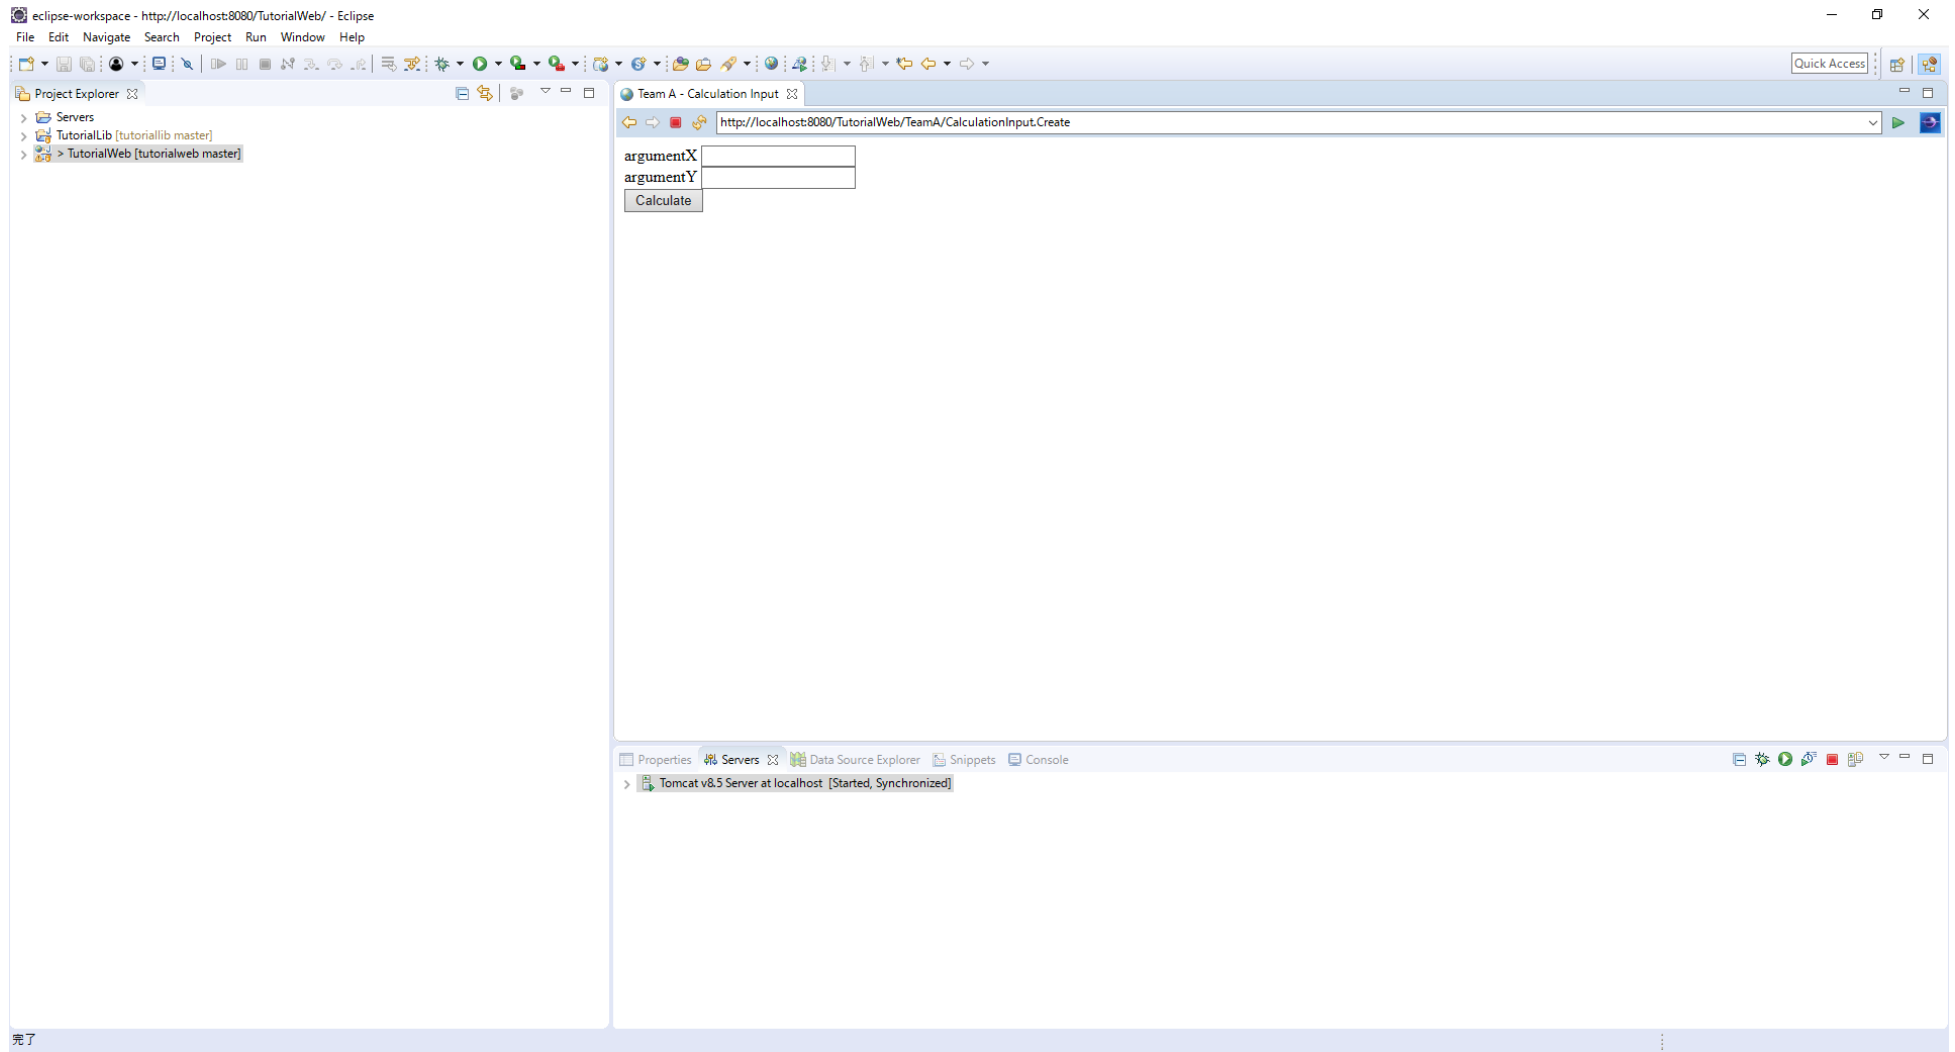 eclipse-workspace - http://localhost:8080/TutorialWeb/ - Eclipse
File Edit Navigate Search Project Run Window Help
Quick Access
Project Explorer
Servers
TutorialLib [tutoriallib master]
> TutorialWeb [tutorialweb master]
Team A - Calculation Input
http://localhost:8080/TutorialWeb/TeamA/CalculationInput.Create
argumentX
argumentY
Calculate
Properties Servers Data Source Explorer Snippets Console
Tomcat v8.5 Server at localhost [Started, Synchronized]
完了